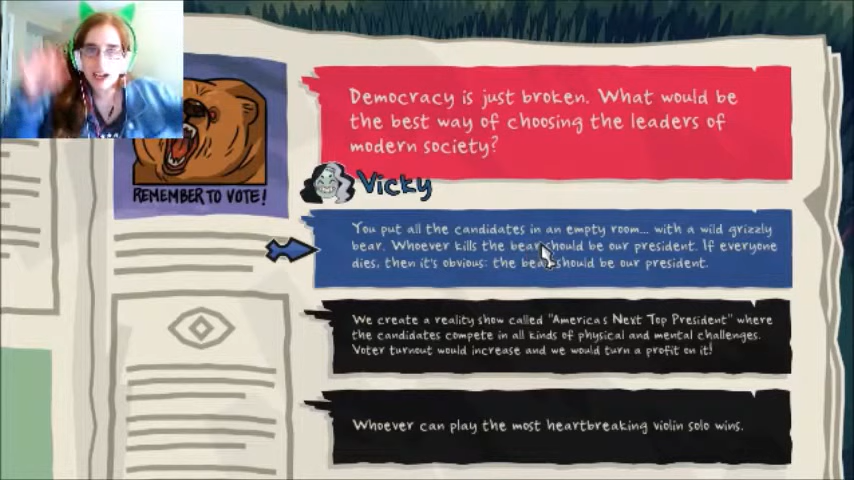 Democracy is just broken. What would be
the best way of choosing the leaders of
modern society?
REMEMBER TO VOTE!
Vicky
You put all the candidates in an empty room... with a wild grizzly
bear. Whoever kills the bear should be our president. If everyone
dies, then it's obvious: the bear should be our president.
We create a reality show called "America's Next Top President" where
the candidates compete in all kinds of physical and mental challenges.
Voter turnout would increase and we would turn a profit on it!
Whoever can play the most heartbreaking violin solo wins.